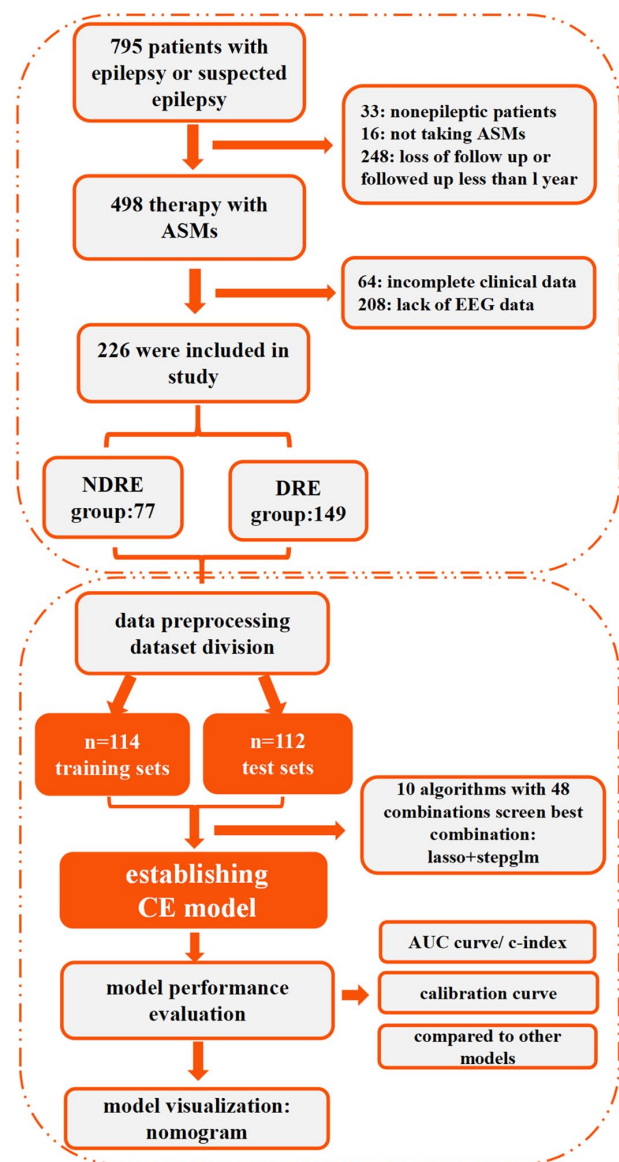 795 patients with
epilepsy or suspected
epilepsy
33: nonepileptic patients
16: not taking ASMs
248: loss of follow up or
followed up less than 1 year
498 therapy with
ASMs
64: incomplete clinical data
208: lack of EEG data
226 were included in
study
NDRE
group:77
DRE
group:149
data preprocessing
dataset division
n=114
training sets
n=112
test sets
10 algorithms with 48
combinations screen best
combination:
lasso+stepglm
establishing
CE model
AUC curve/ c-index
model performance
evaluation
calibration curve
compared to other
models
model visualization:
nomogram